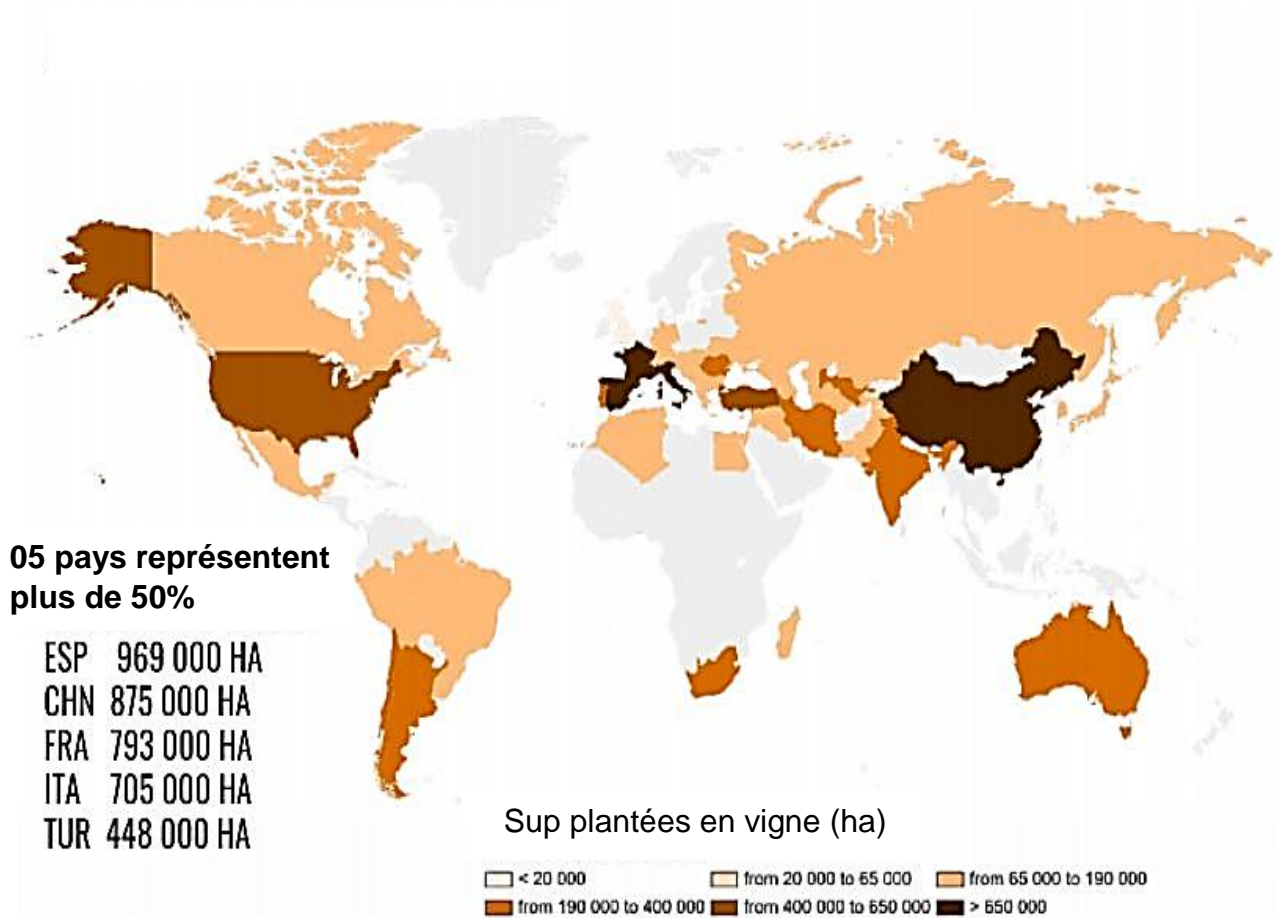 05 pays représentent
plus de 50%
ESP 969 000 HA
CHN 875 000 HA
FRA 793 000 HA
ITA 705 000 HA
TUR 448 000 HA
Sup plantées en vigne (ha)
< 20 000 from 20 000 to 65 000 from 65 000 to 190 000
from 190 000 to 400 000 from 400 000 to 650 000 > 650 000